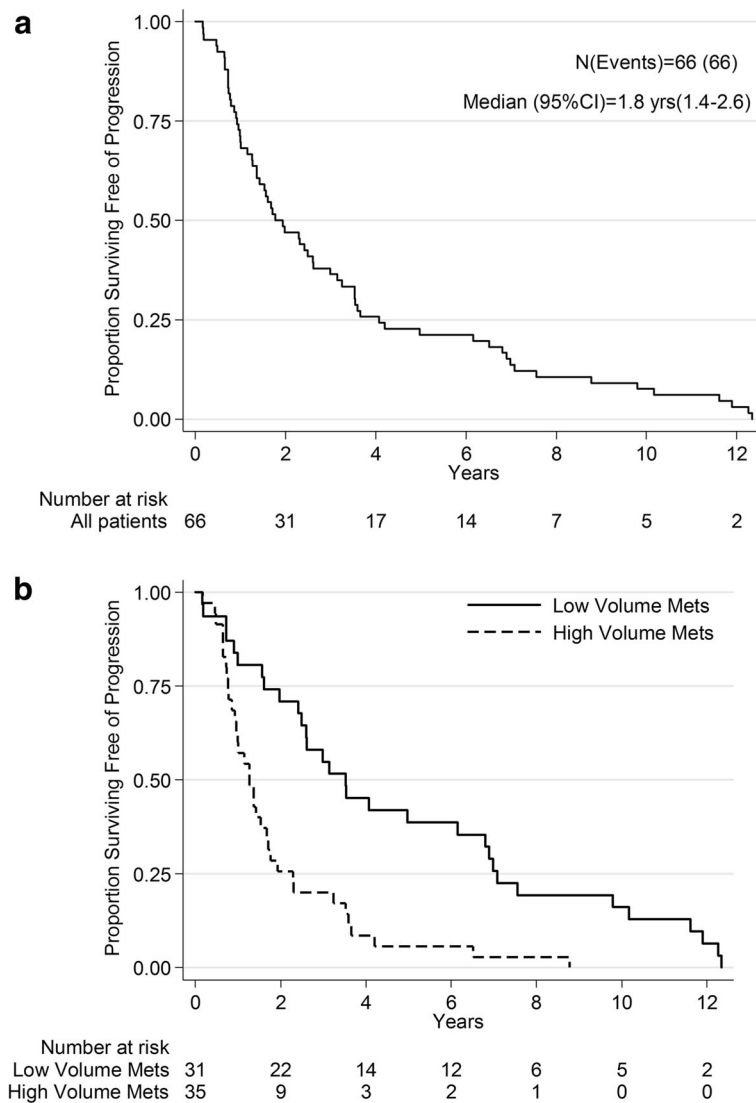 a
Proportion Surviving Free of Progression
1.00
0.75
0.50
0.25
0.00
N(Events)=66 (66)
Median (95%CI)=1.8 yrs(1.4-2.6)
0 2 4 6 8 10 12
Years
Number at risk
All patients 66 31 17 14 7 5 2
b
Proportion Surviving Free of Progression
1.00
0.75
0.50
0.25
0.00
Low Volume Mets
High Volume Mets
0 2 4 6 8 10 12
Years
Number at risk
Low Volume Mets 31 22 14 12 6 5 2
High Volume Mets 35 9 3 2 1 0 0